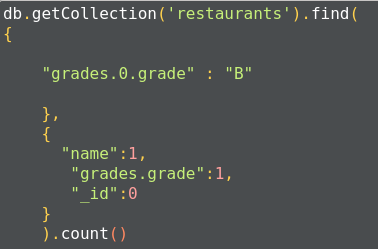 db.getCollection('restaurants').find(
{
"grades.0.grade" : "B"
},
{
"name":1,
"grades.grade":1,
"_id":0
}
).count()